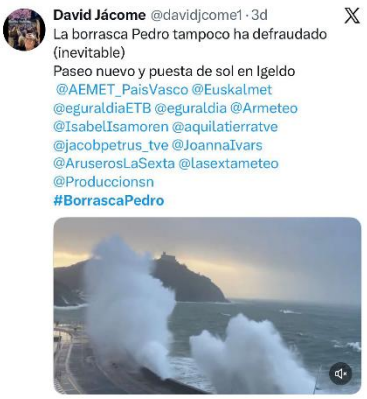 David Jácome @davidjcome1 · 3d
La borrasca Pedro tampoco ha defraudado
(inevitable)
Paseo nuevo y puesta de sol en Igeldo
@AEMET_PaisVasco @Euskalmet
@eguraldiaETB @eguraldia @Armeteo
@IsabelIsamoren @aquilatierratve
@jacobpetrus_tve @JoannaIvars
@AruserosLaSexta @lasextameteo
@Produccionsn
#BorrascaPedro